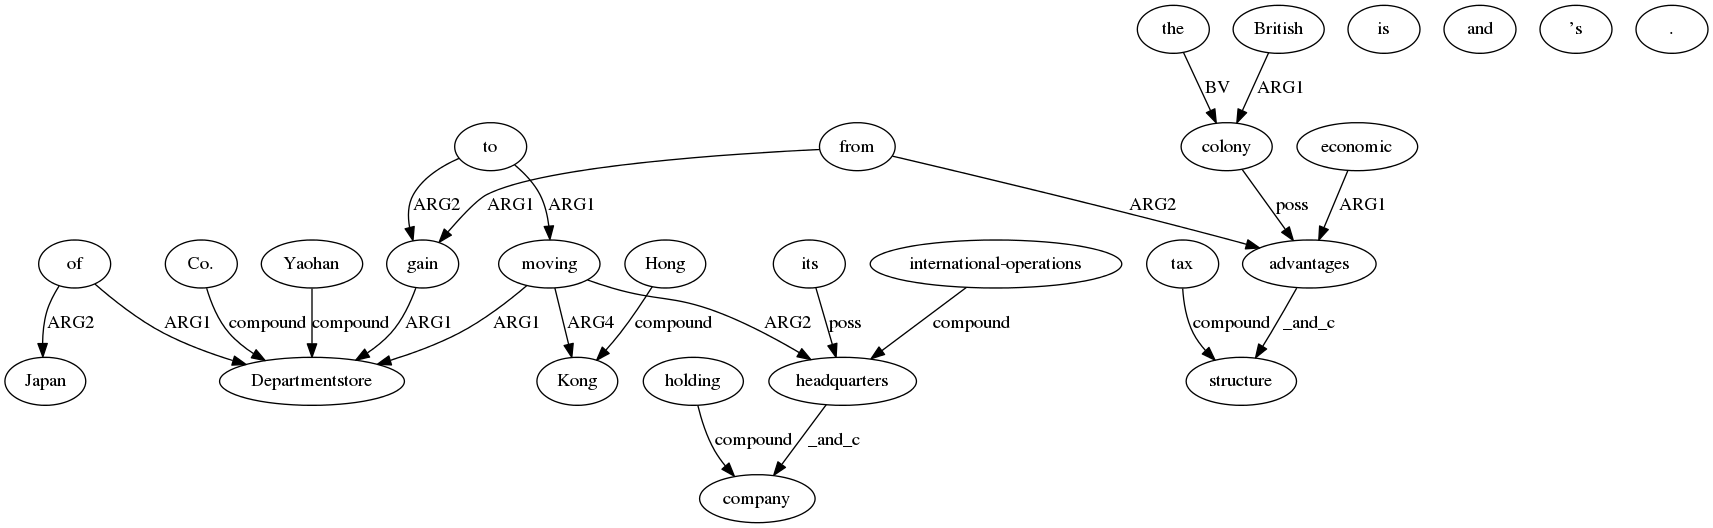 the British is and ’s .
BV ARG1
to from colony economic
ARG2 ARG1 ARG1 ARG2 poss ARG1
of Co. Yaohan gain moving Hong its international-operations tax advantages
ARG2 ARG1 compound compound ARG1 ARG1 ARG4 compound ARG2 poss compound compound _and_c
Japan Departmentstore Kong holding headquarters structure
compound _and_c
company